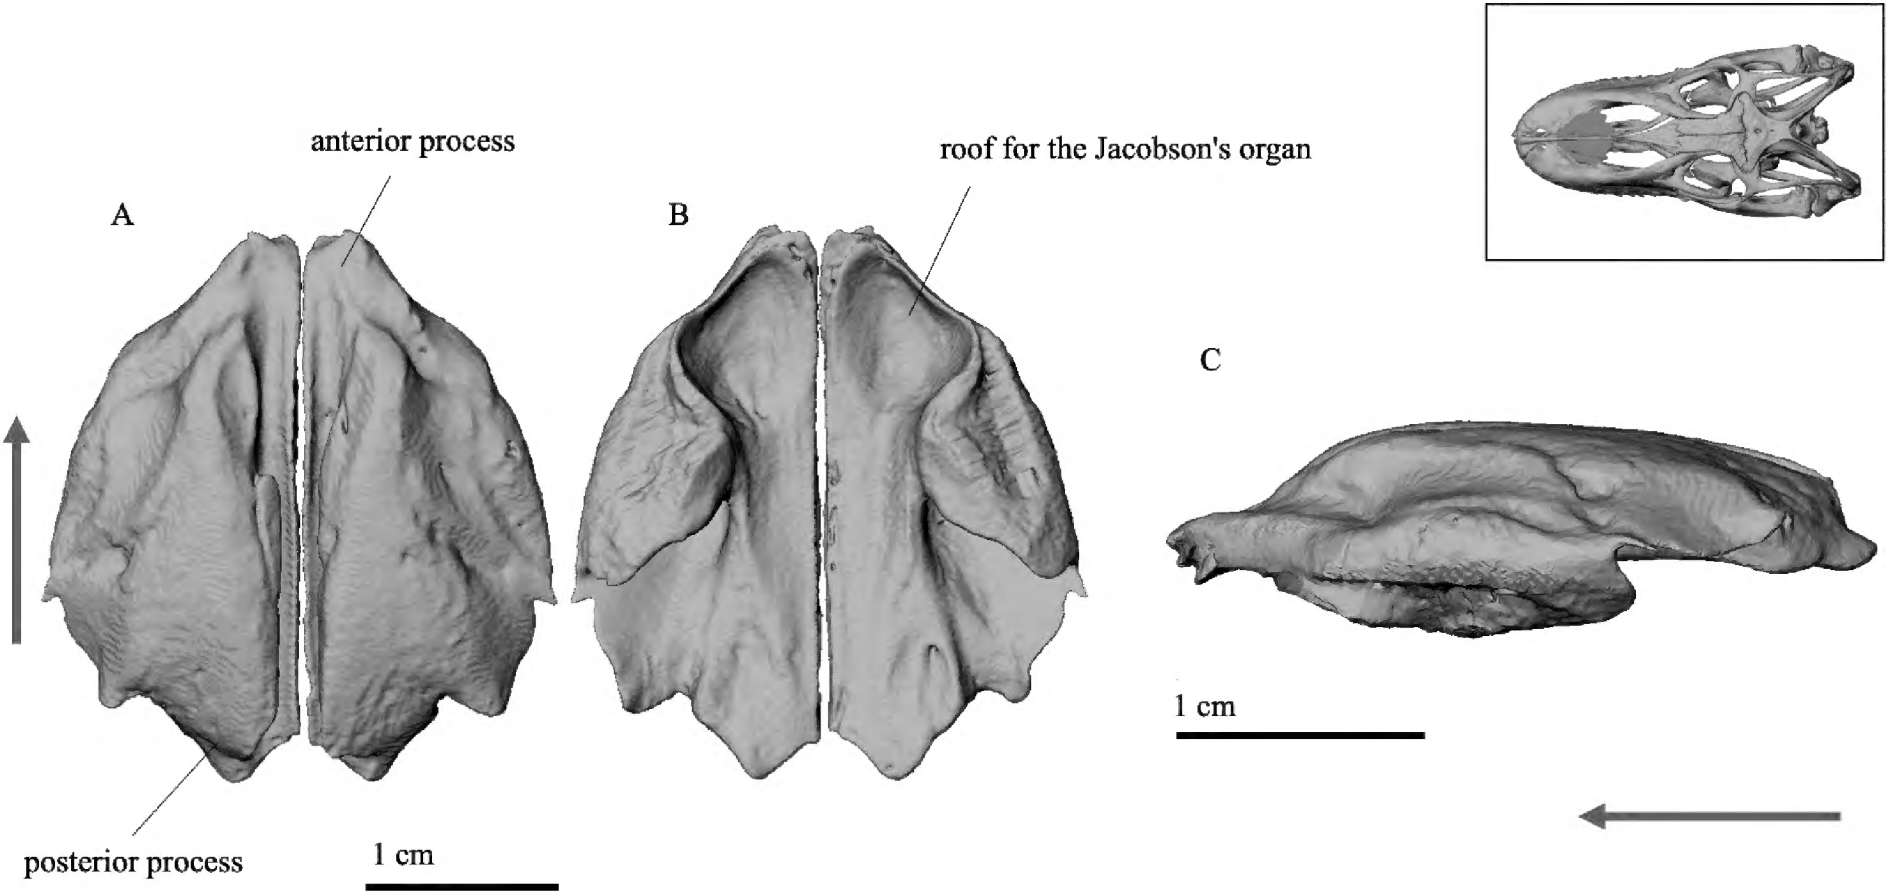 anterior process
roof for the Jacobson's organ
A
B
C
1 cm
posterior process
1 cm